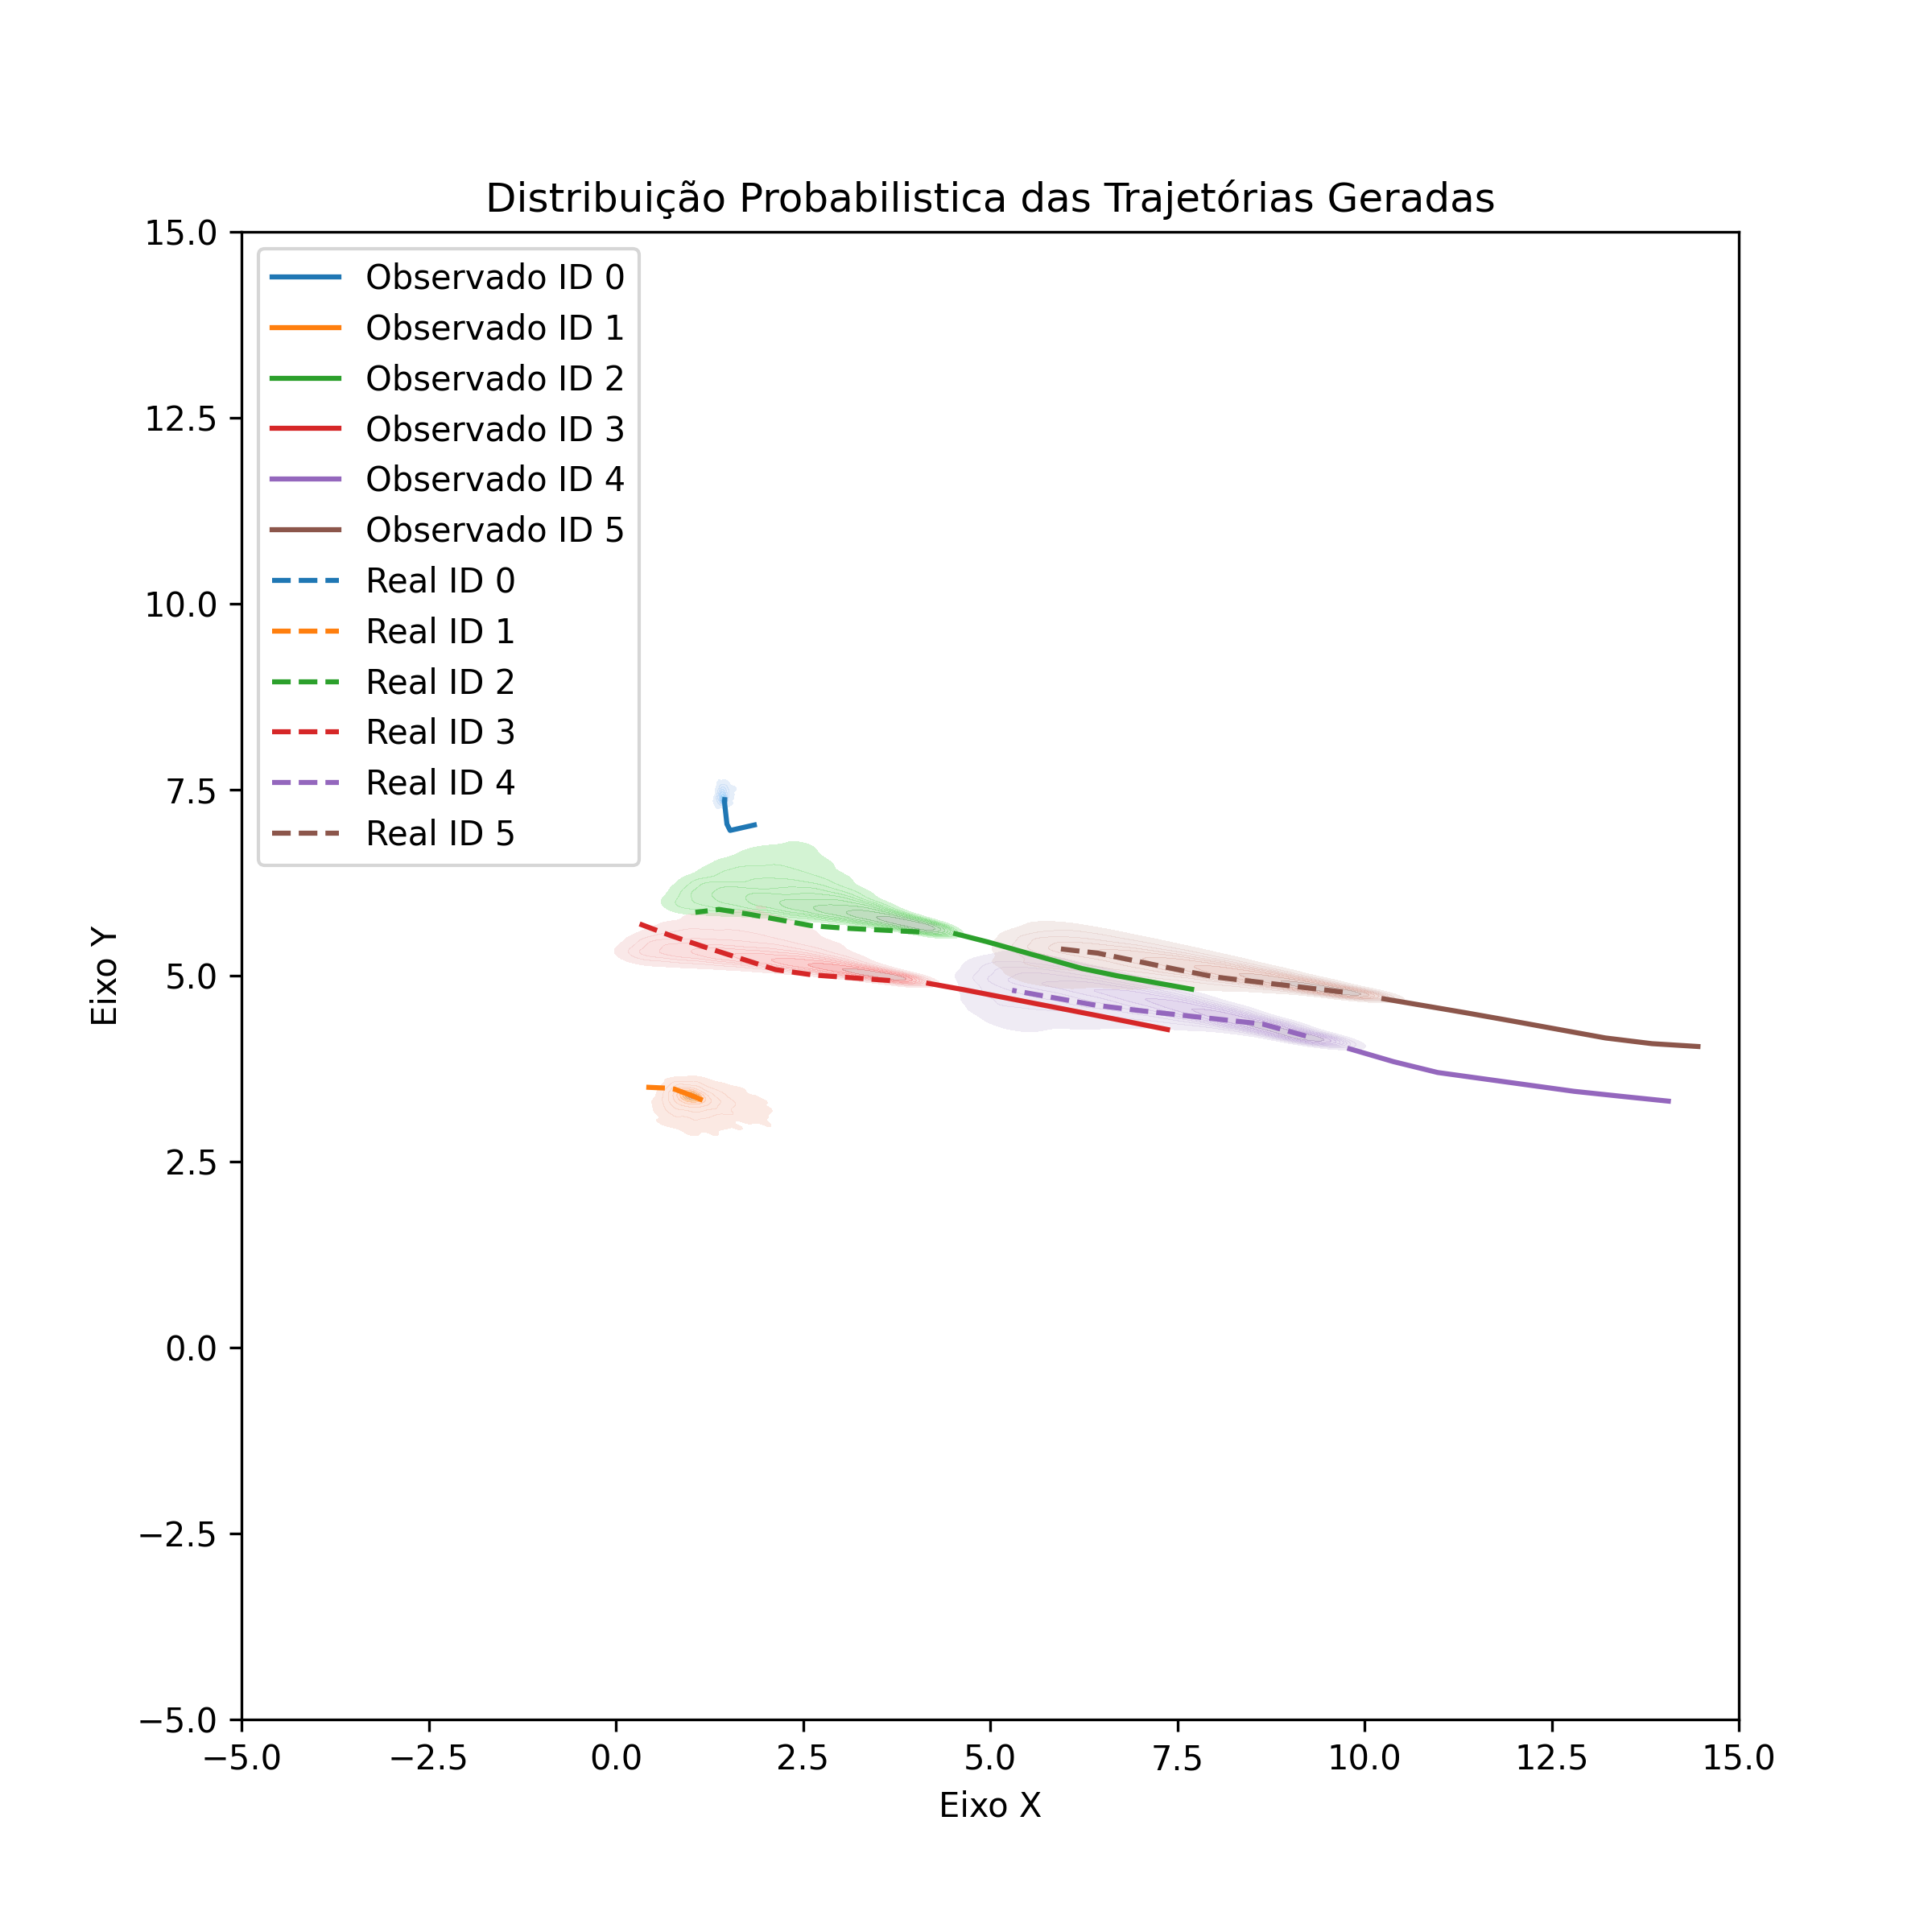 Distribuição Probabilistica das Trajetórias Geradas
15.0
12.5
10.0
7.5
5.0
2.5
0.0
−2.5
−5.0
Eixo Y
Observado ID 0
Observado ID 1
Observado ID 2
Observado ID 3
Observado ID 4
Observado ID 5
Real ID 0
Real ID 1
Real ID 2
Real ID 3
Real ID 4
Real ID 5
−5.0 −2.5 0.0 2.5 5.0 7.5 10.0 12.5 15.0
Eixo X